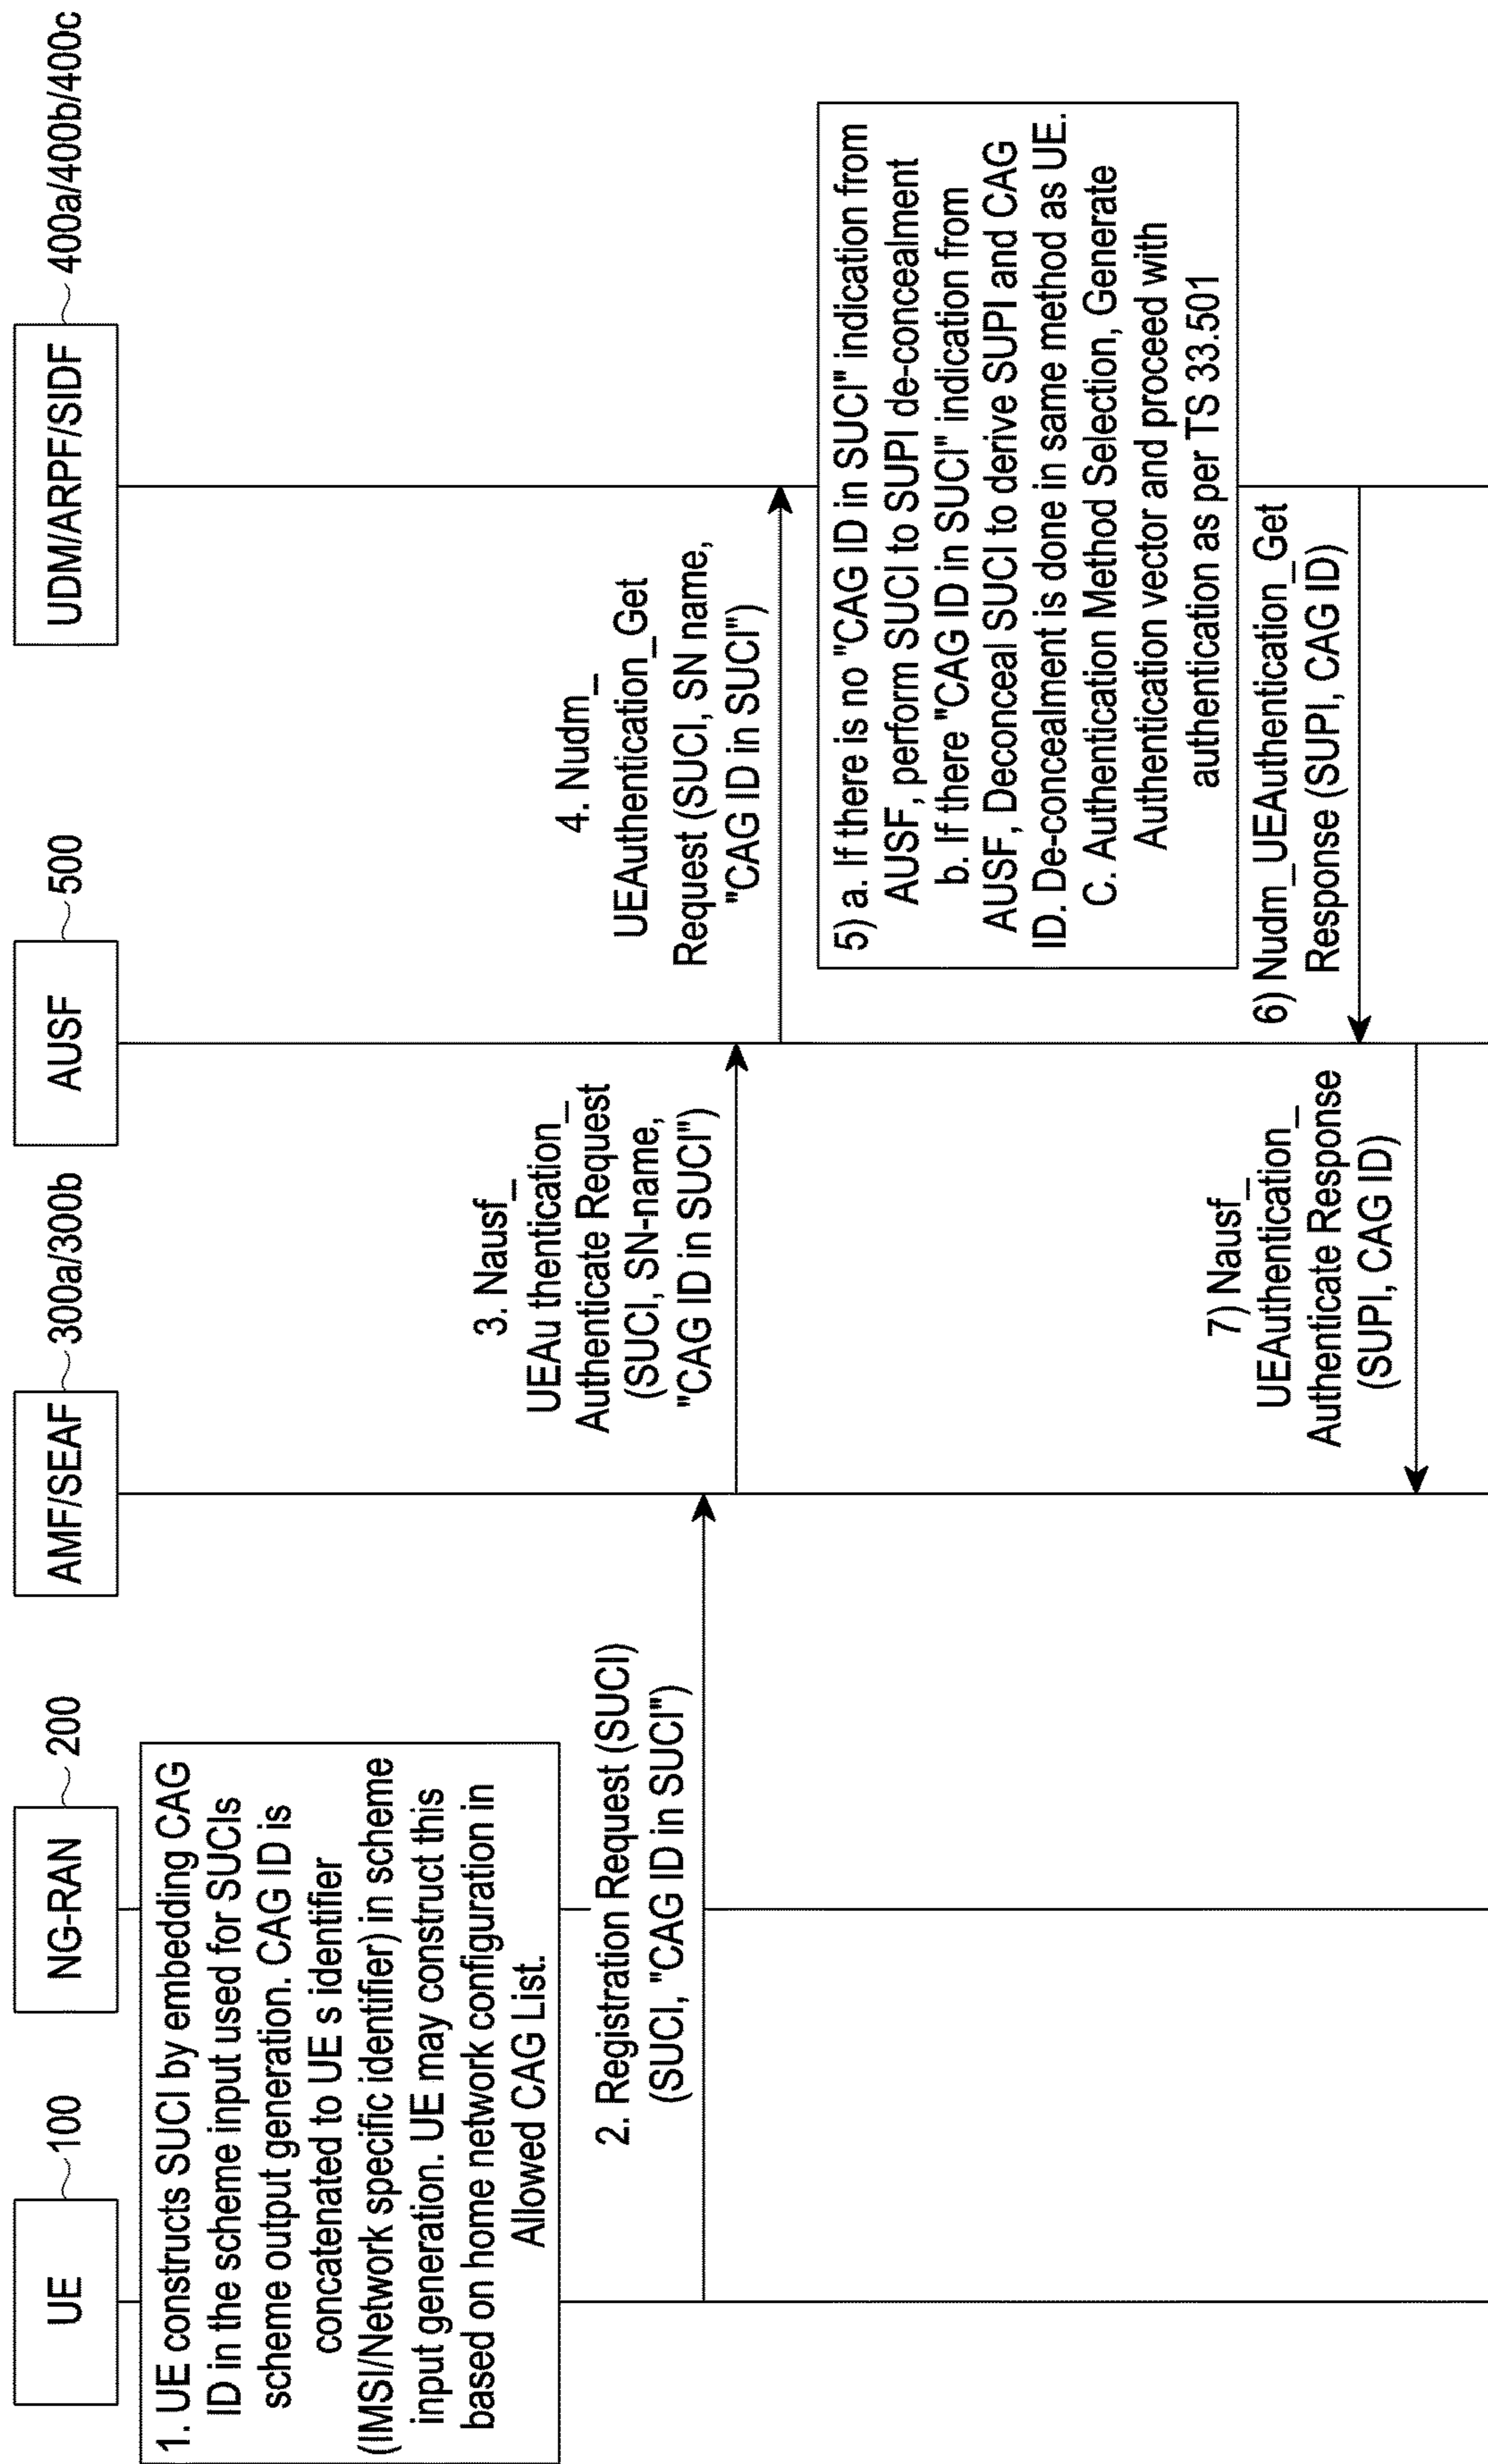 UE
100
NG-RAN
200
AMF/SEAF
300a/300b
AUSF
500
UDM/ARPF/SIDF
400a/400b/400c
1. UE constructs SUCI by embedding CAG
ID in the scheme input used for SUCIs
scheme output generation. CAG ID is
concatenated to UE s identifier
(IMSI/Network specific identifier) in scheme
input generation. UE may construct this
based on home network configuration in
Allowed CAG List.
2. Registration Request (SUCI)
(SUCI, "CAG ID in SUCI")
3. Nausf_
UEAu thentication_
Authenticate Request
(SUCI, SN-name,
"CAG ID in SUCI")
4. Nudm_
UEAuthentication_Get
Request (SUCI, SN name,
"CAG ID in SUCI")
5) a. If there is no "CAG ID in SUCI" indication from
AUSF, perform SUCI to SUPI de-concealment
b. If there "CAG ID in SUCI" indication from
AUSF, Deconceal SUCI to derive SUPI and CAG
ID. De-concealment is done in same method as UE.
C. Authentication Method Selection, Generate
Authentication vector and proceed with
authentication as per TS 33.501
6) Nudm_UEAuthentication_Get
Response (SUPI, CAG ID)
7) Nausf_
UEAuthentication_
Authenticate Response
(SUPI, CAG ID)